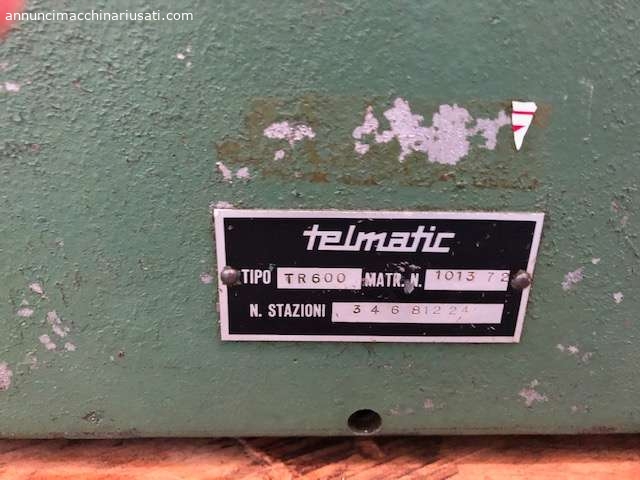 annuncimacchinariusati.com
telmatic
TIPO TR600 MATR. N. 1013 72
N. STAZIONI 3 4 6 8 12 24